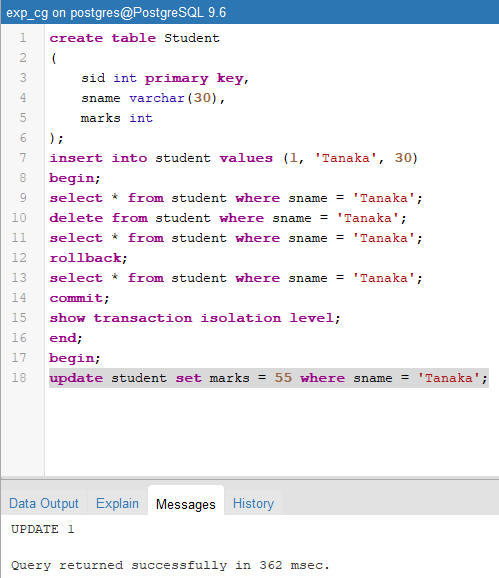 exp_cg on postgres@PostgreSQL 9.6
1 create table Student
2 (
3 sid int primary key,
4 sname varchar(30),
5 marks int
6 );
7 insert into student values (1, 'Tanaka', 30)
8 begin;
9 select * from student where sname = 'Tanaka';
10 delete from student where sname = 'Tanaka';
11 select * from student where sname = 'Tanaka';
12 rollback;
13 select * from student where sname = 'Tanaka';
14 commit;
15 show transaction isolation level;
16 end;
17 begin;
18 update student set marks = 55 where sname = 'Tanaka';
Data Output Explain Messages History
UPDATE 1
Query returned successfully in 362 msec.